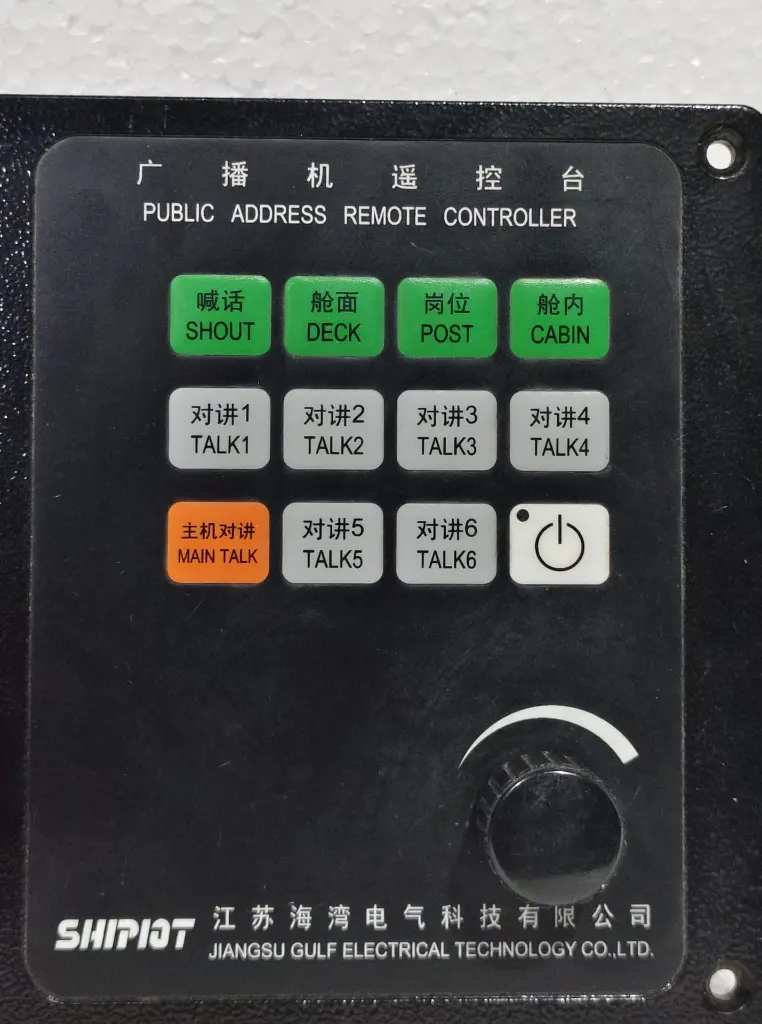 广播机遥控台
PUBLIC ADDRESS REMOTE CONTROLLER
喊话
SHOUT
舱面
DECK
岗位
POST
舱内
CABIN
对讲1
TALK1
对讲2
TALK2
对讲3
TALK3
对讲4
TALK4
主机对讲
MAIN TALK
对讲5
TALK5
对讲6
TALK6
SHIPIOT
江苏海湾电气科技有限公司
JIANGSU GULF ELECTRICAL TECHNOLOGY CO.,LTD.